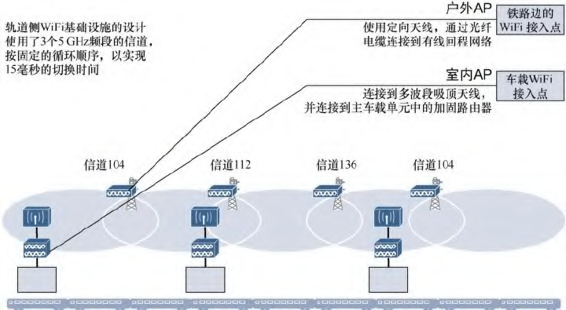 轨道侧WiFi基础设施的设计
使用了3个5 GHz频段的信道,
按固定的循环顺序，以实现
15毫秒的切换时间
户外AP
使用定向天线，通过光纤
电缆连接到有线回程网络
铁路边的
WiFi 接入点
室内AP
连接到多波段吸顶天线，
并连接到主车载单元中的加固路由器
车载WiFi
接入点
信道104
信道112
信道136
信道104